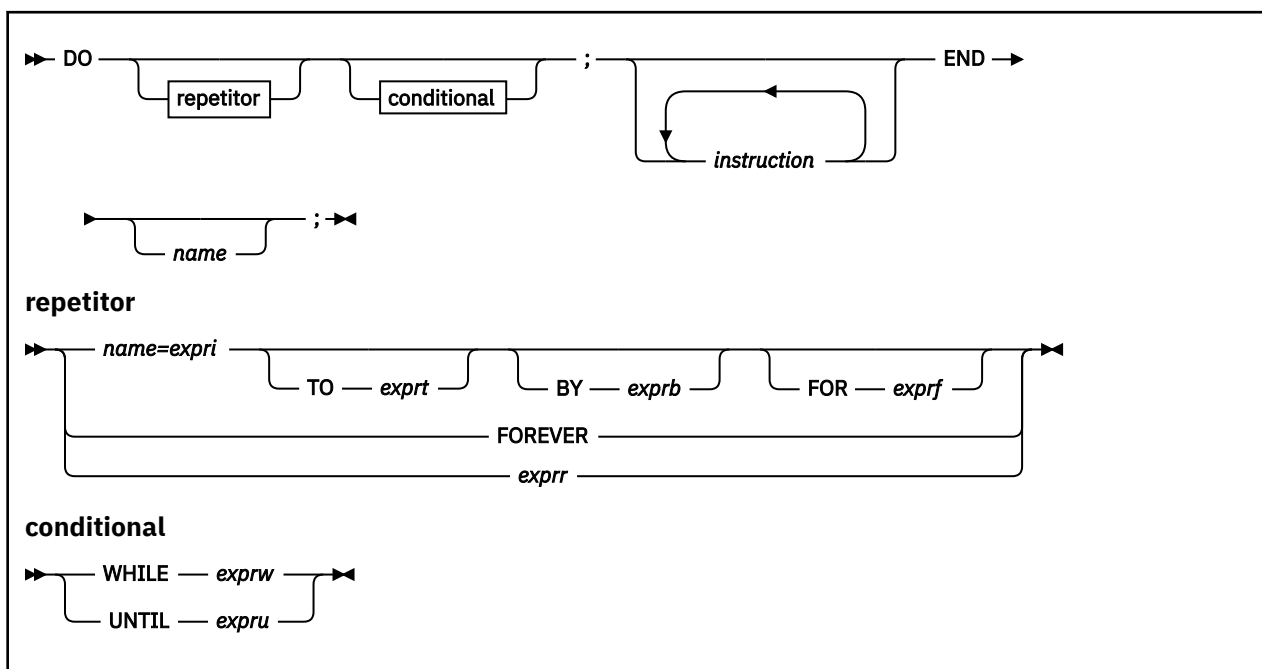 DO ; END
repetitor conditional
instruction
;
name
repetitor
name=expri
TO exprt BY exprb FOR exprf
FOREVER
exprr
conditional
WHILE exprw
UNTIL expru